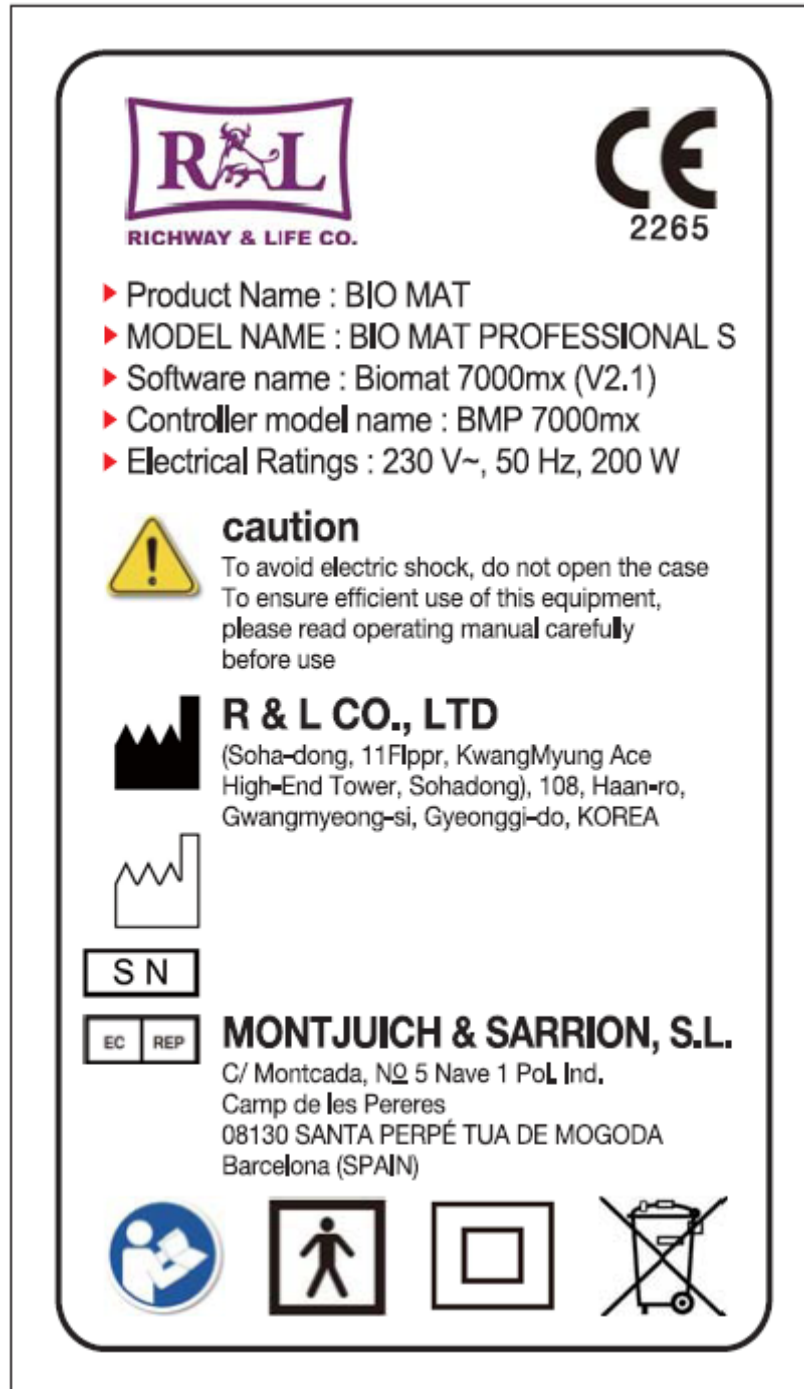 R&L
RICHWAY & LIFE CO.
CE
2265
Product Name : BIO MAT
MODEL NAME : BIO MAT PROFESSIONAL S
Software name : Biomat 7000mx (V2.1)
Controller model name : BMP 7000mx
Electrical Ratings : 230 V~, 50 Hz, 200 W
caution
To avoid electric shock, do not open the case
To ensure efficient use of this equipment,
please read operating manual carefully
before use
R & L CO., LTD
(Soha-dong, 11Flppr, KwangMyung Ace
High-End Tower, Sohadong), 108, Haan-ro,
Gwangmyeong-si, Gyeonggi-do, KOREA
S N
EC REP
MONTJUICH & SARRION, S.L.
C/ Montcada, Nº 5 Nave 1 Pol. Ind.
Camp de les Pereres
08130 SANTA PERPÉ TUA DE MOGODA
Barcelona (SPAIN)